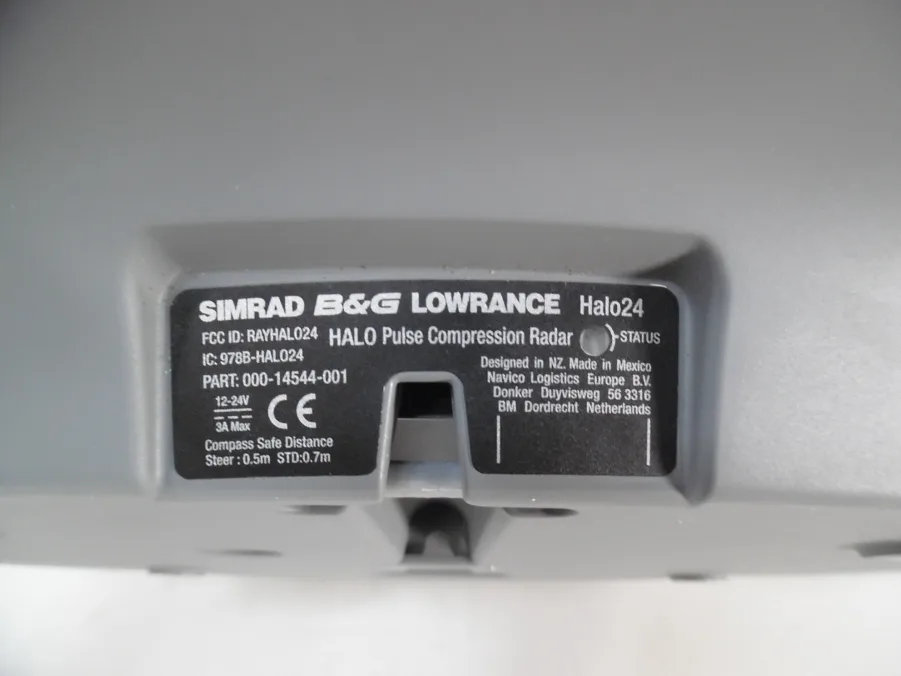 SIMRAD B&G LOWRANCE Halo24
FCC ID: RAYHALO24
IC: 978B-HALO24
HALO Pulse Compression Radar
STATUS
PART: 000-14544-001
12-24V
3A Max
CE
Compass Safe Distance
Steer : 0.5m STD:0.7m
Designed in NZ. Made in Mexico
Navico Logistics Europe B.V.
Donker Duyvisweg 56 3316
BM Dordrecht Netherlands